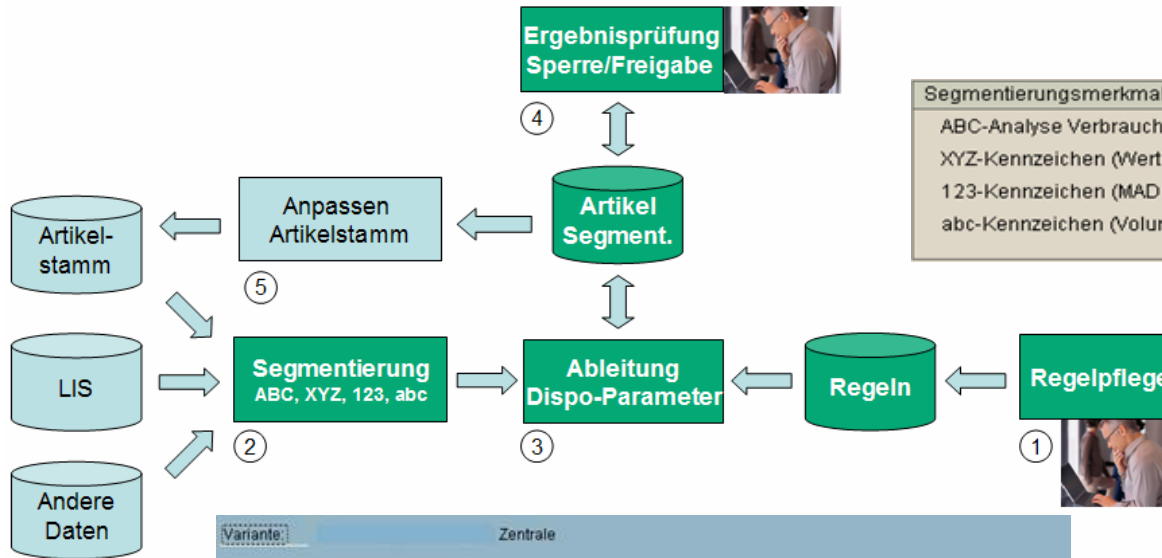 Ergebnisprüfung
Sperre/Freigabe
4
Segmentierungsmerkmal
ABC-Analyse Verbrauch
XYZ-Kennzeichen (Wert
123-Kennzeichen (MAD
abc-Kennzeichen
Artikel-
stamm
Anpassen
Artikelstamm
5
Artikel
Segment.
LIS
Segmentierung
ABC, XYZ, 123, abc
2
Ableitung
Dispo-Parameter
3
Regeln
Regelpflege
1
Andere
Daten
Variante:
Zentrale